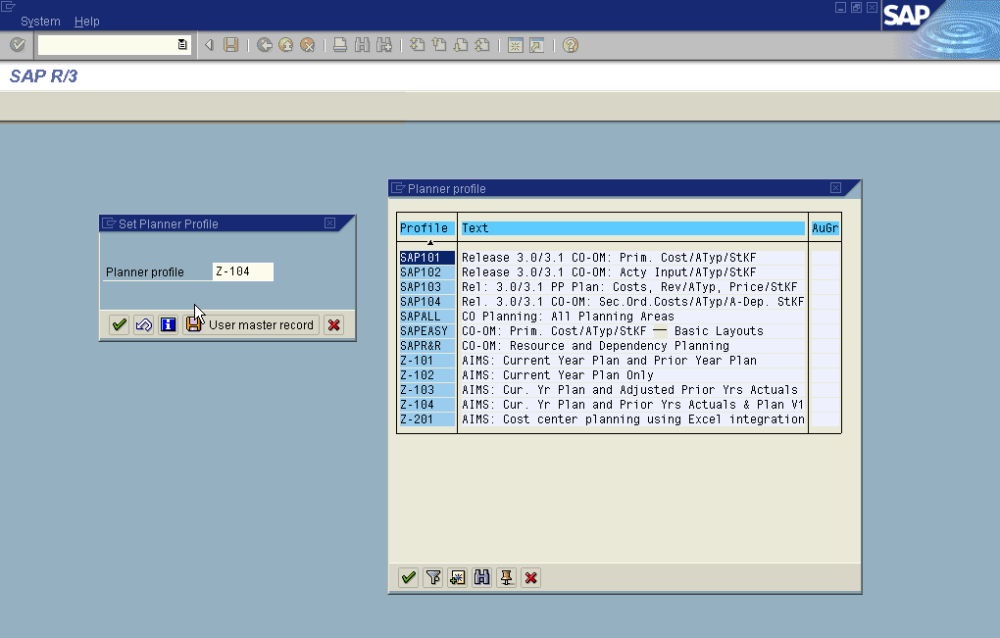 System Help
SAP
SAP R/3
Set Planner Profile
Planner profile Z-104
User master record
Planner profile
Profile Text AuGr
SAP101 Release 3.0/3.1 CO-OM: Prim. Cost/ATyp/StKF
SAP102 Release 3.0/3.1 CO-OM: Acty Input/ATyp/StKF
SAP103 Rel: 3.0/3.1 PP Plan: Costs, Rev/ATyp, Price/StKF
SAP104 Rel. 3.0/3.1 CO-OM: Sec.Ord.Costs/ATyp/A-Dep. StKF
SAPALL CO Planning: All Planning Areas
SAPEASY CO-OM: Prim. Cost/ATyp/StKF — Basic Layouts
SAPR&R CO-OM: Resource and Dependency Planning
Z-101 AIMS: Current Year Plan and Prior Year Plan
Z-102 AIMS: Current Year Plan Only
Z-103 AIMS: Cur. Yr Plan and Adjusted Prior Yrs Actuals
Z-104 AIMS: Cur. Yr Plan and Prior Yrs Actuals & Plan V1
Z-201 AIMS: Cost center planning using Excel integration